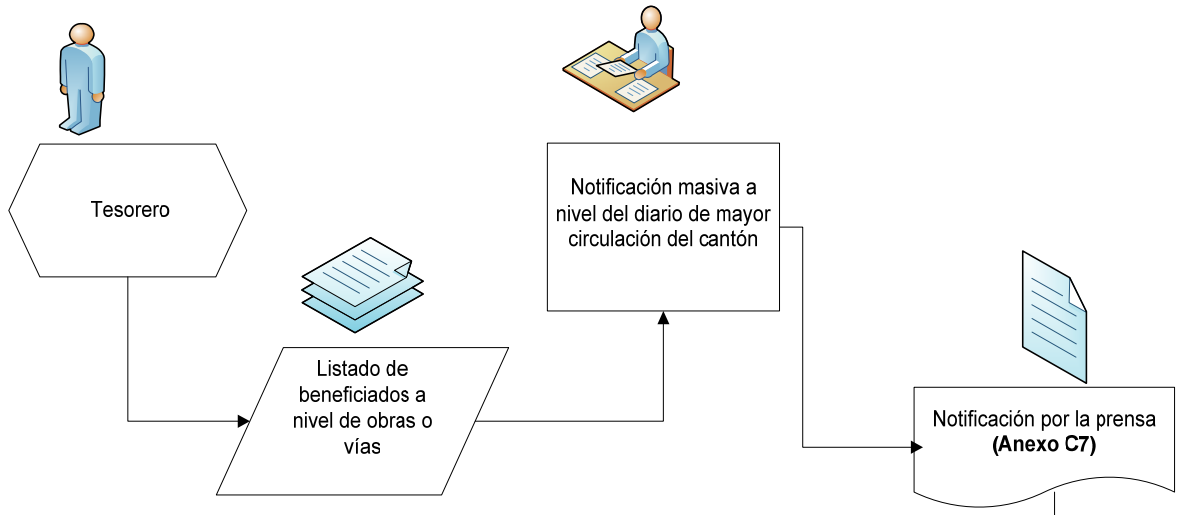 Tesorero
Listado de
beneficiados a
nivel de obras o
vías
Notificación masiva a
nivel del diario de mayor
circulación del cantón
Notificación por la prensa
(Anexo C7)